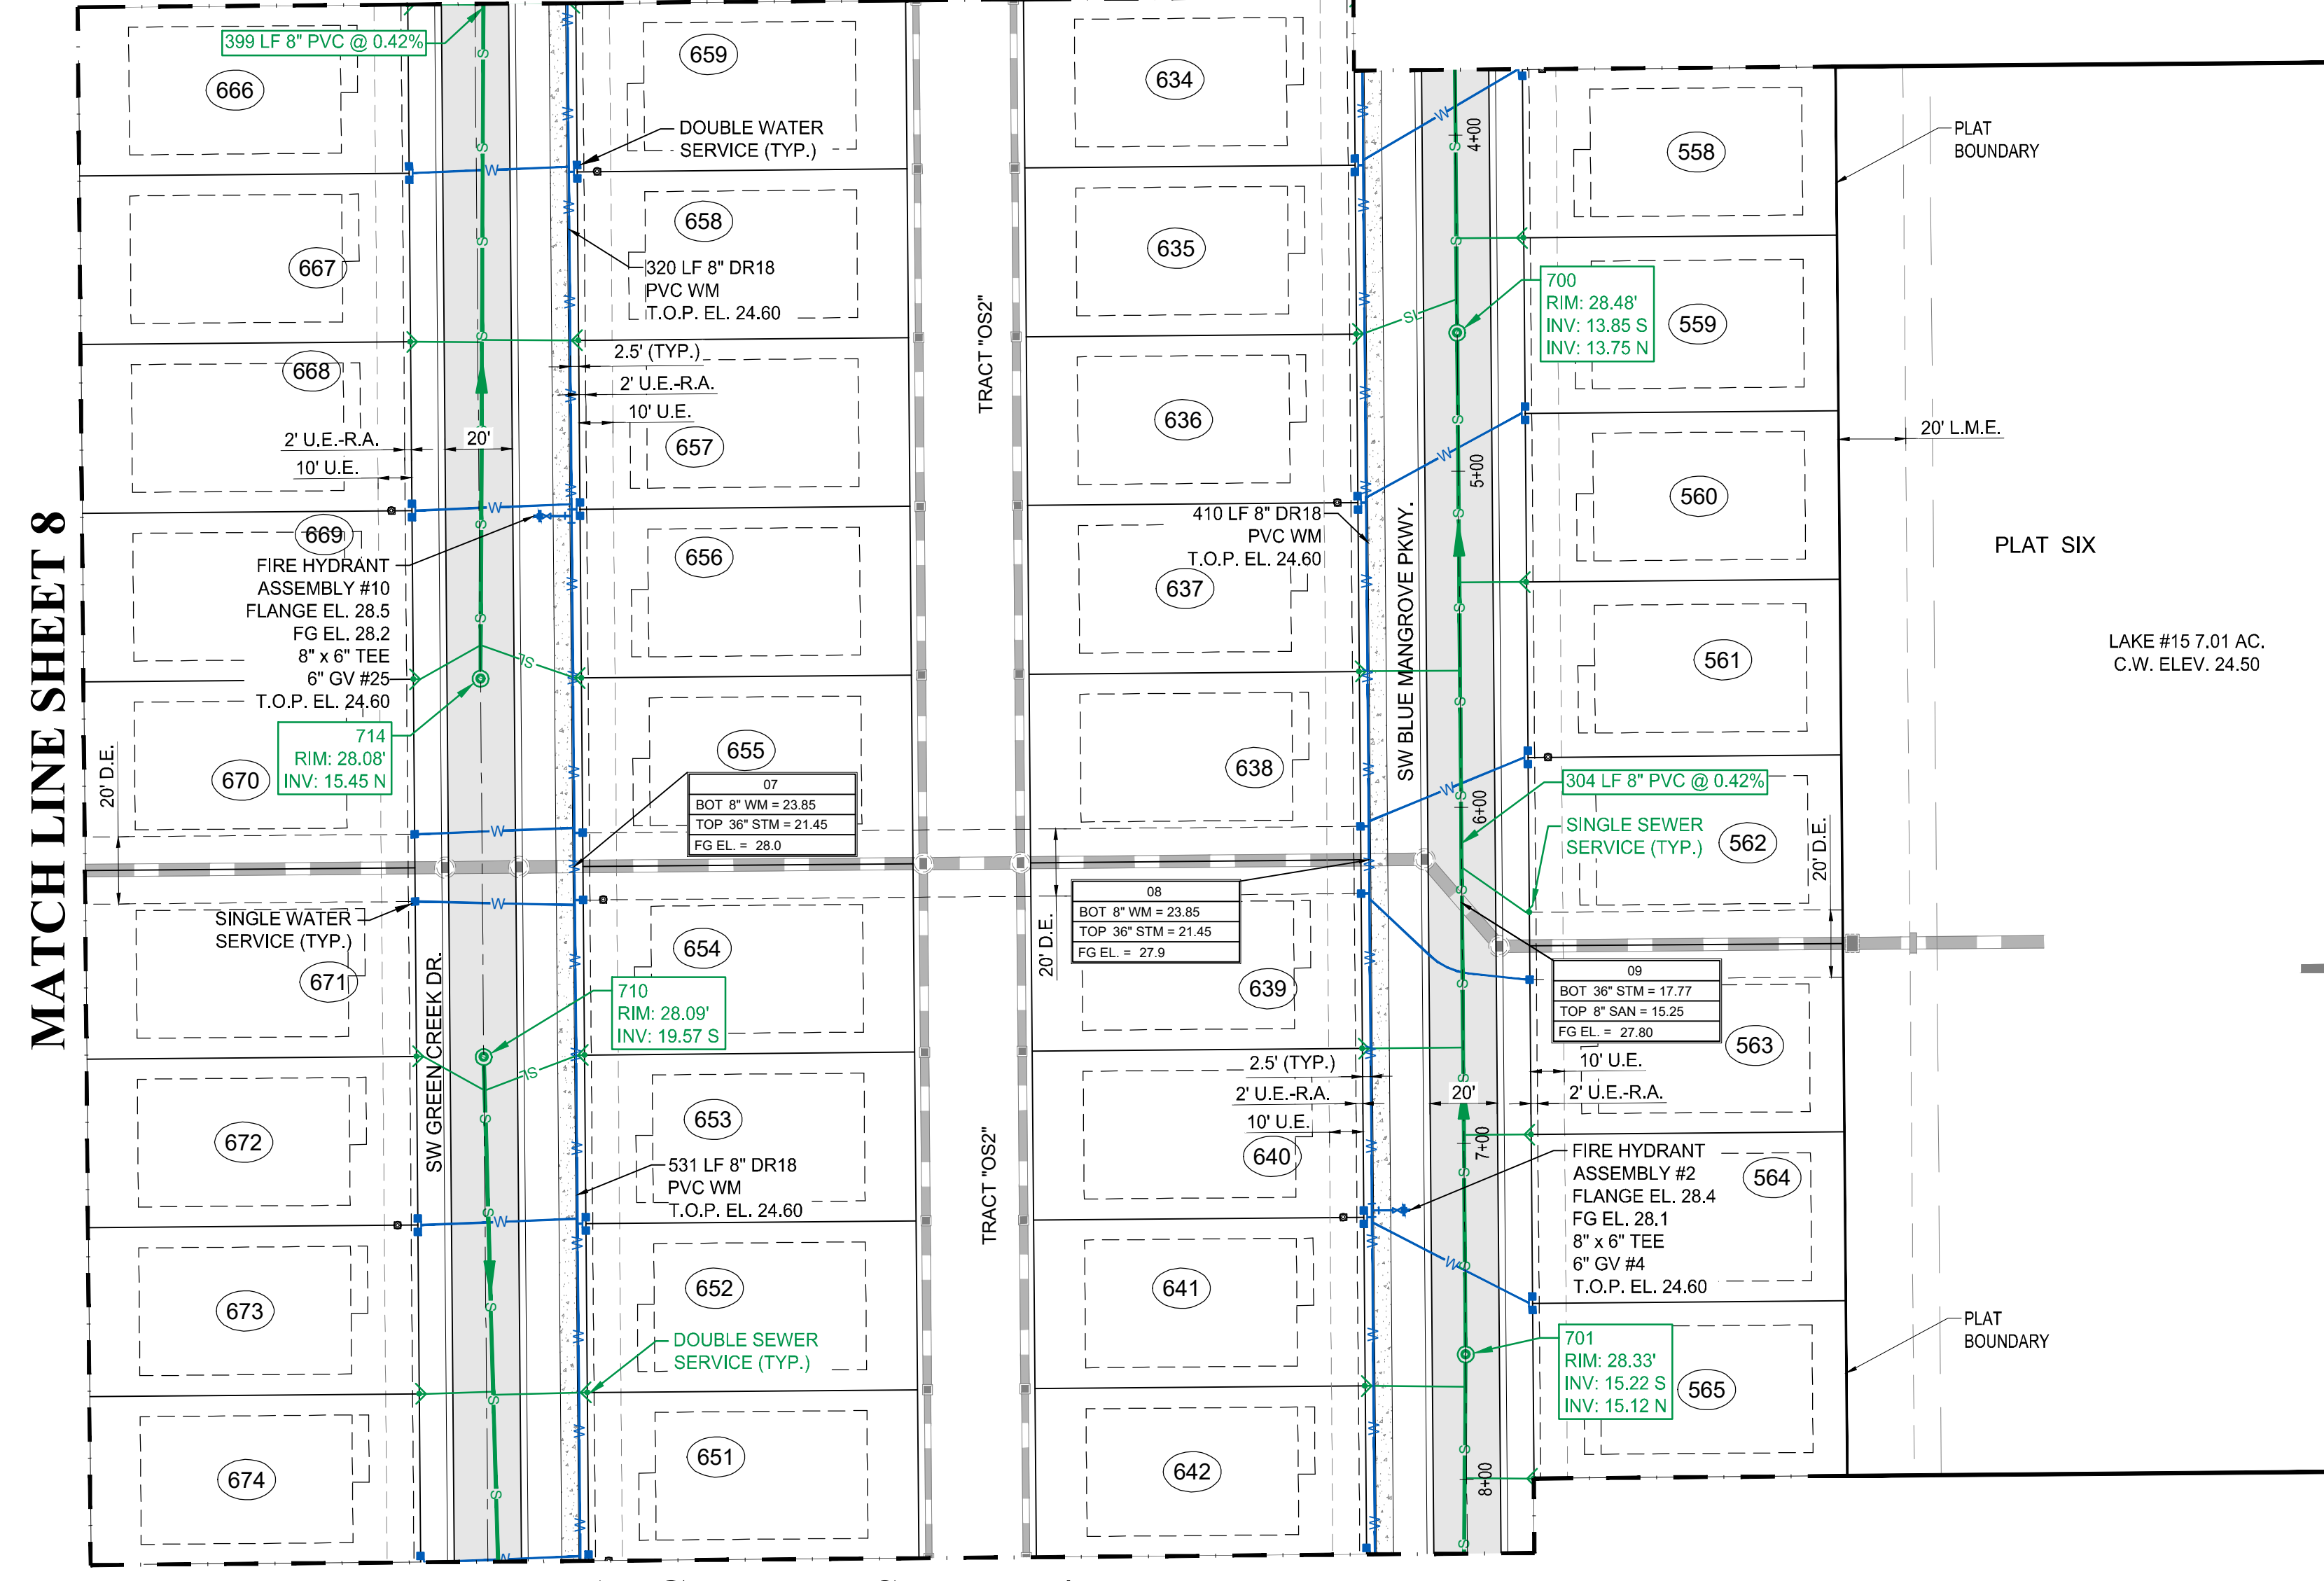 MATCH LINE SHEET 8
399 LF 8" PVC @ 0.42%
666
667
668
669
670
671
672
673
674
659
658
657
656
655
654
653
652
651
DOUBLE WATER
SERVICE (TYP.)
320 LF 8" DR18
PVC WM
T.O.P. EL. 24.60
2.5' (TYP.)
2' U.E.-R.A.
10' U.E.
2' U.E.-R.A.
20'
10' U.E.
FIRE HYDRANT
ASSEMBLY #10
FLANGE EL. 28.5
FG EL. 28.2
8" x 6" TEE
6" GV #25
T.O.P. EL. 24.60
714
RIM: 28.08'
INV: 15.45 N
20' D.E.
07
BOT 8" WM = 23.85
TOP 36" STM = 21.45
FG EL. = 28.0
SINGLE WATER
SERVICE (TYP.)
SW GREEN CREEK DR.
710
RIM: 28.09'
INV: 19.57 S
531 LF 8" DR18
PVC WM
T.O.P. EL. 24.60
DOUBLE SEWER
SERVICE (TYP.)
TRACT "OS2"
TRACT "OS2"
634
635
636
637
638
639
640
641
642
410 LF 8" DR18
PVC WM
T.O.P. EL. 24.60
SW BLUE MANGROVE PKWY.
20' D.E.
08
BOT 8" WM = 23.85
TOP 36" STM = 21.45
FG EL. = 27.9
2.5' (TYP.)
2' U.E.-R.A.
10' U.E.
20'
4+00
5+00
6+00
7+00
8+00
558
559
560
561
562
563
564
565
700
RIM: 28.48'
INV: 13.85 S
INV: 13.75 N
304 LF 8" PVC @ 0.42%
SINGLE SEWER
SERVICE (TYP.)
20' D.E.
09
BOT 36" STM = 17.77
TOP 8" SAN = 15.25
FG EL. = 27.80
10' U.E.
2' U.E.-R.A.
FIRE HYDRANT
ASSEMBLY #2
FLANGE EL. 28.4
FG EL. 28.1
8" x 6" TEE
6" GV #4
T.O.P. EL. 24.60
701
RIM: 28.33'
INV: 15.22 S
INV: 15.12 N
PLAT
BOUNDARY
20' L.M.E.
PLAT SIX
LAKE #15 7.01 AC.
C.W. ELEV. 24.50
PLAT
BOUNDARY
S
W
SL